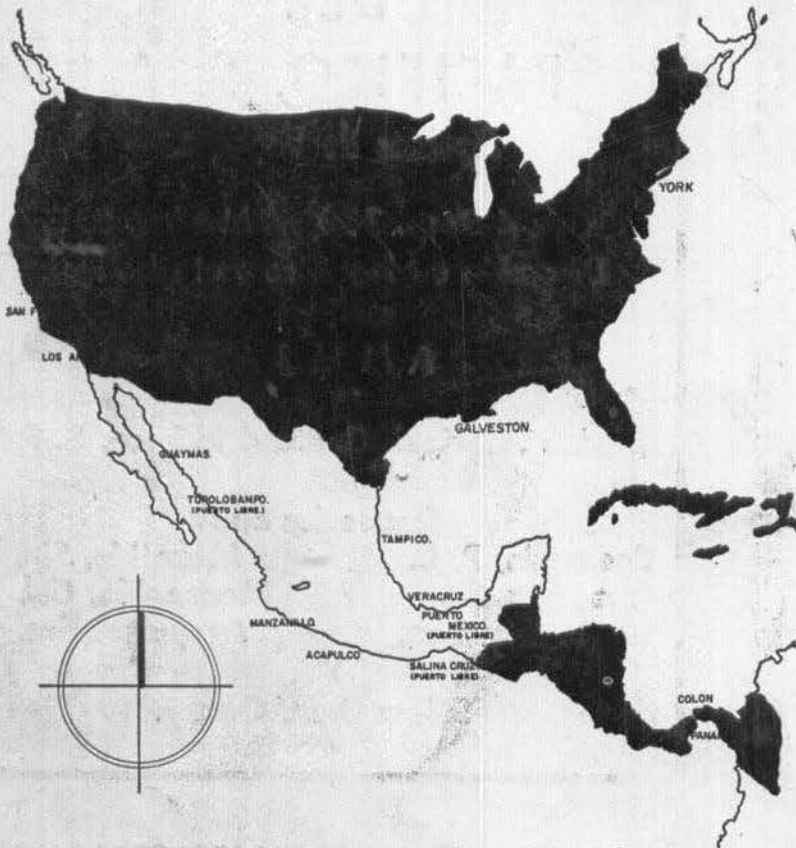 YORK
SAN F
LOS AN
GALVESTON.
GUAYMAS.
TOPOLOBAMPO.
(PUERTO LIBRE.)
TAMPICO.
VERACRUZ
PUERTO
MEXICO.
(PUERTO LIBRE)
MANZANILLO.
ACAPULCO
SALINA CRUZ
(PUERTO LIBRE)
COLON
PANA